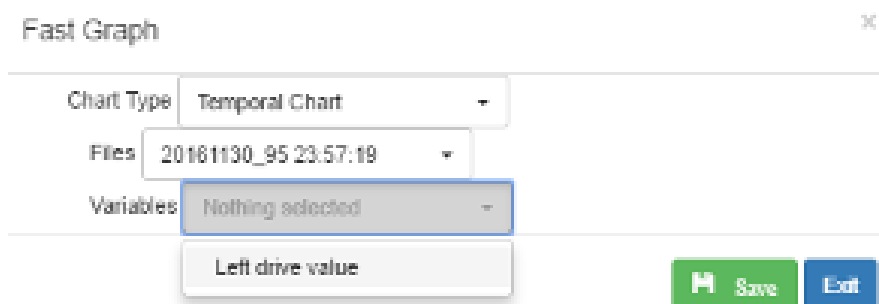 Fast Graph ×
Chart Type Temporal Chart
Files 20161130_95 23:57:19
Variables Nothing selected
Left drive value
Save Exit